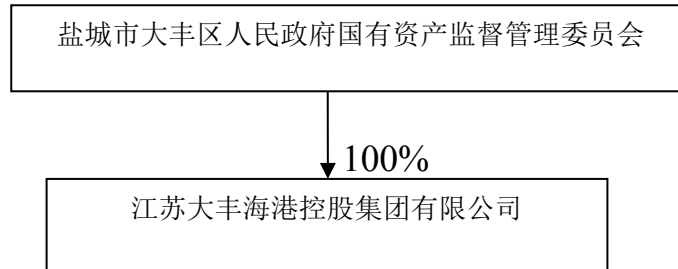 盐城市大丰区人民政府国有资产监督管理委员会
100%
江苏大丰海港控股集团有限公司